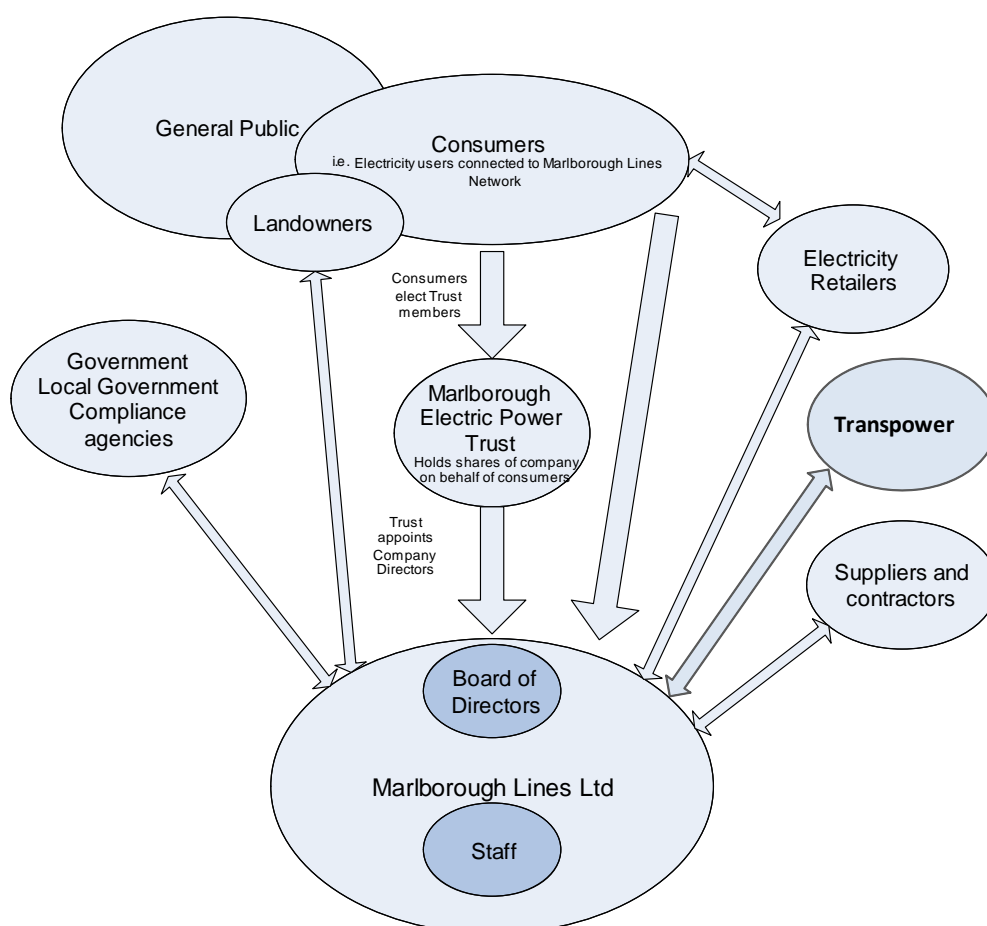 General Public
Consumers
i.e. Electricity users connected to Marlborough Lines
Network
Landowners
Electricity
Retailers
Consumers
elect Trust
members
Government
Local Government
Compliance
agencies
Marlborough
Electric Power
Trust
Holds shares of company
on behalf of consumers
Transpower
Trust
appoints
Company
Directors
Suppliers and
contractors
Board of
Directors
Marlborough Lines Ltd
Staff